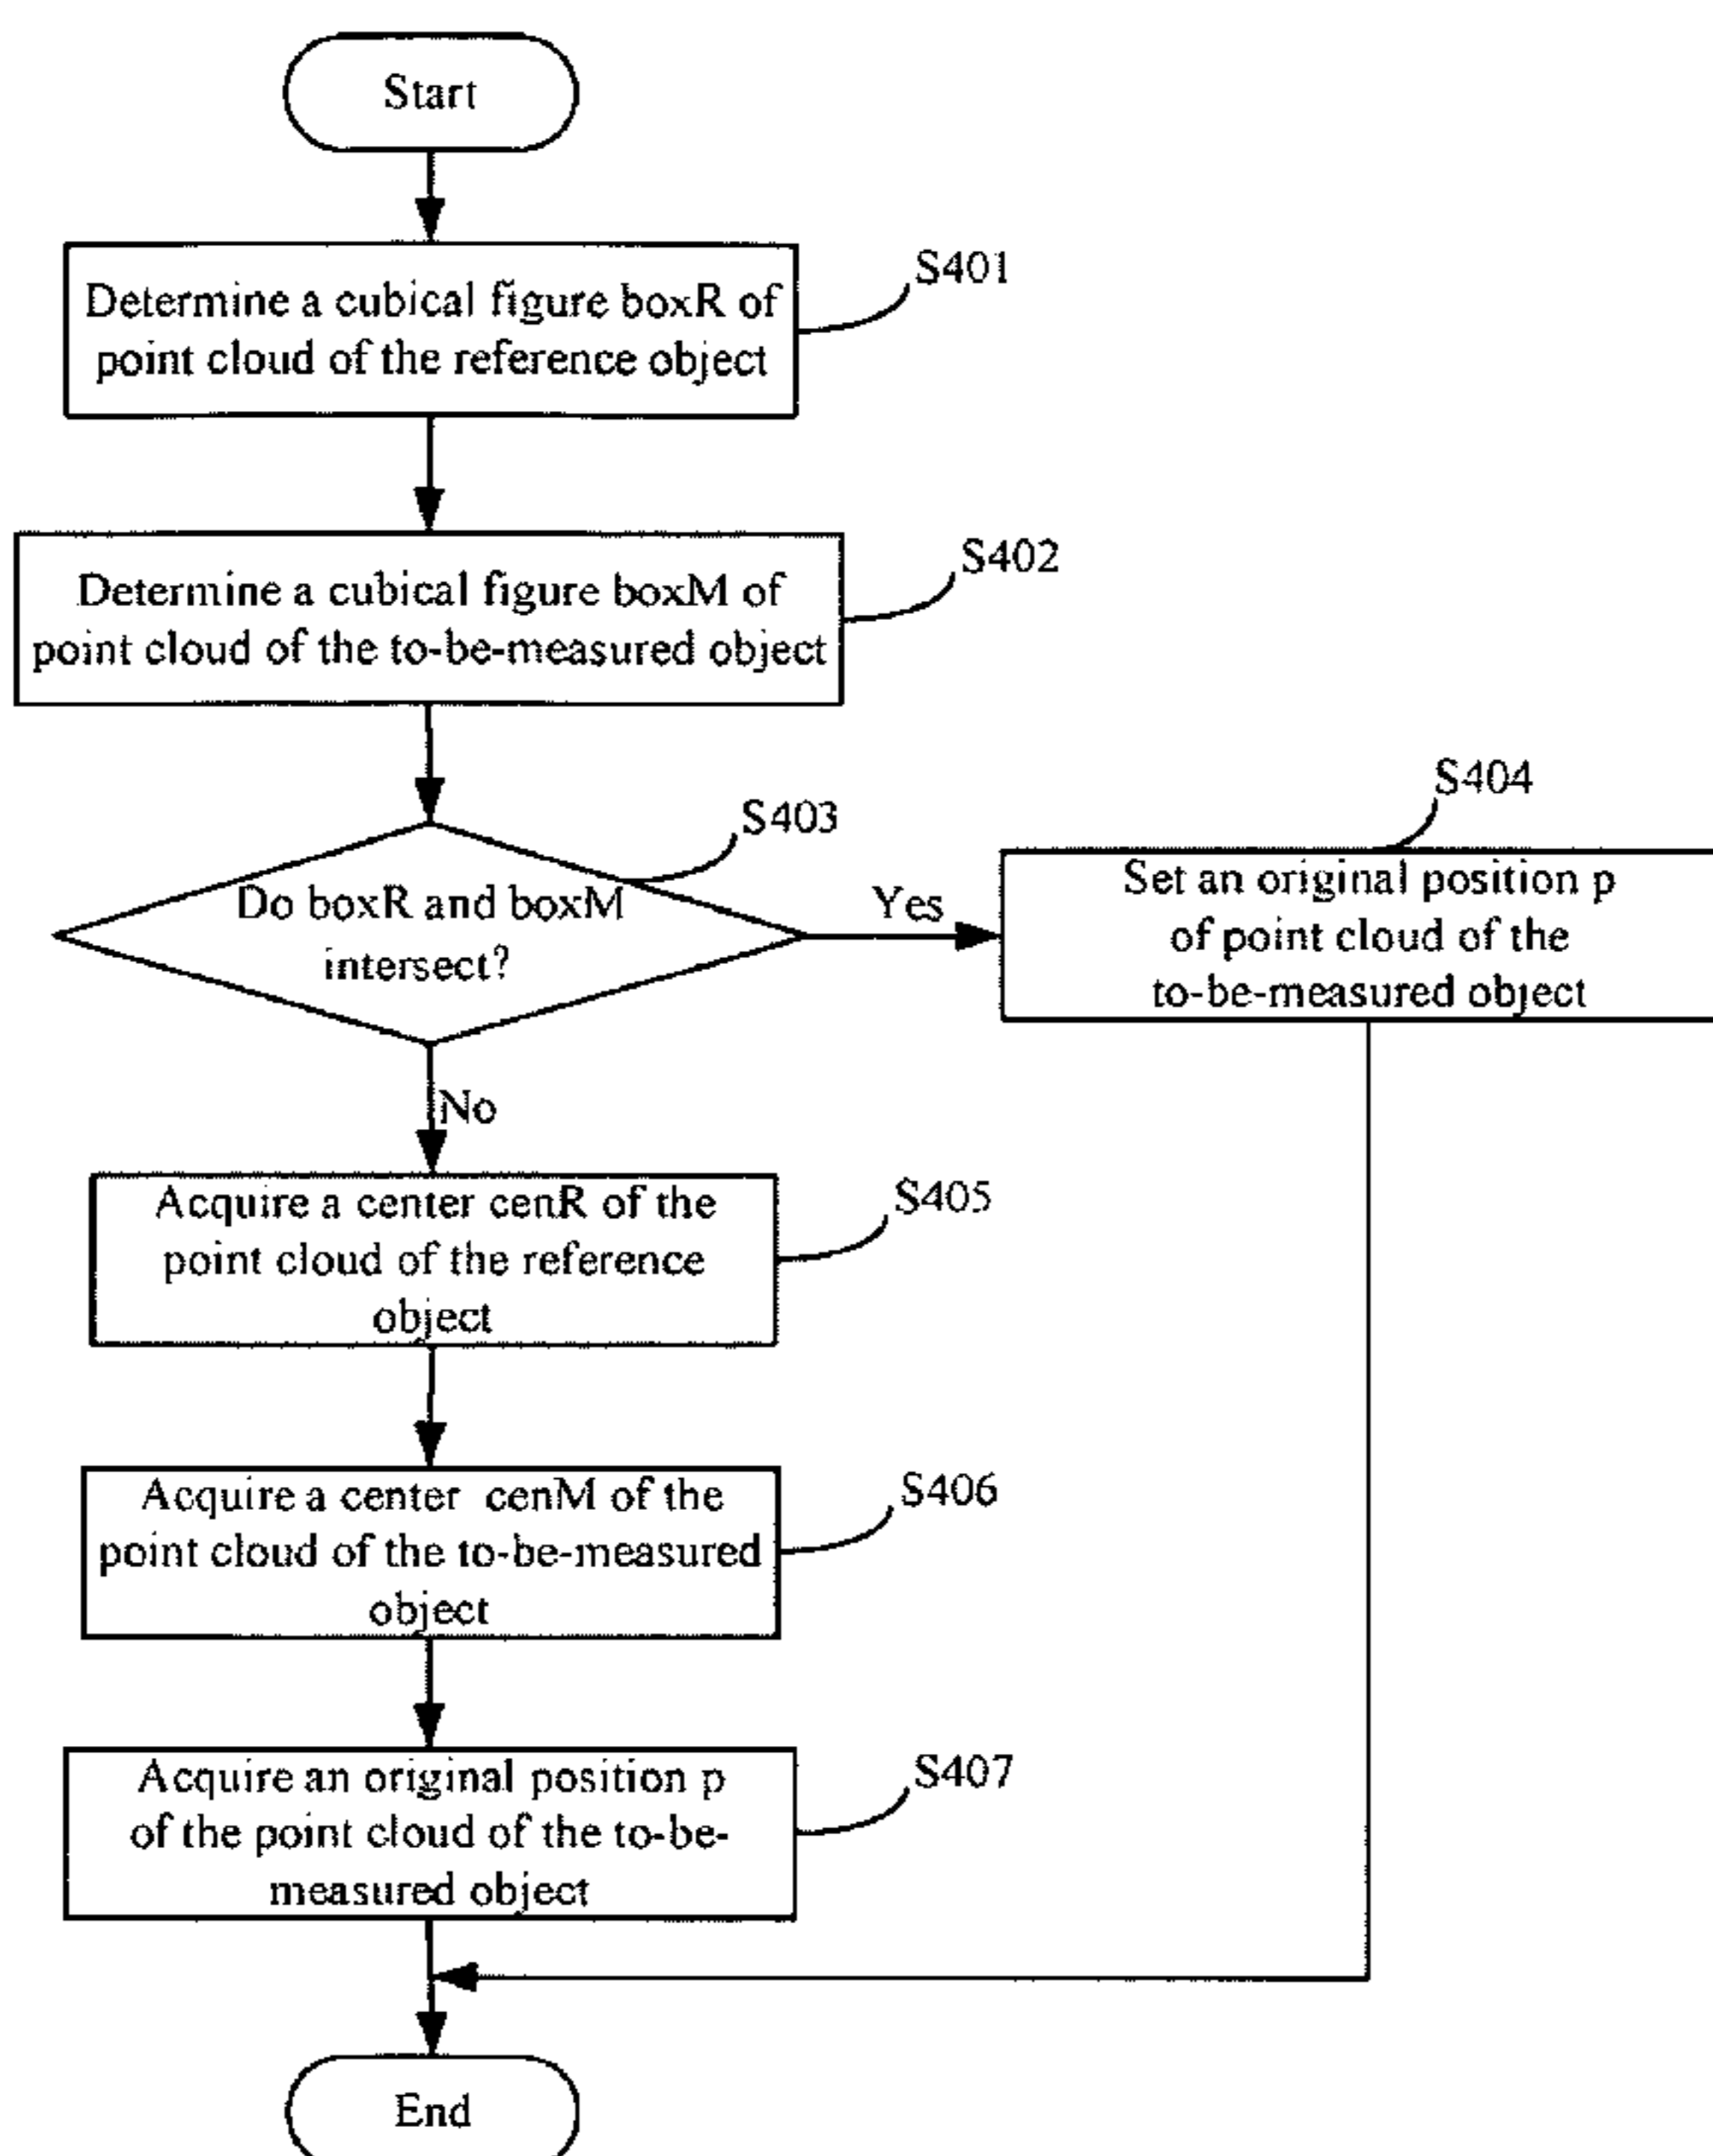 Start
Determine a cubical figure boxR of
point cloud of the reference object
S401
Determine a cubical figure boxM of
point cloud of the to-be-measured object
S402
Do boxR and boxM
intersect?
S403
Yes
Set an original position p
of point cloud of the
to-be-measured object
S404
No
Acquire a center cenR of the
point cloud of the reference
object
S405
Acquire a center cenM of the
point cloud of the to-be-measured
object
S406
Acquire an original position p
of the point cloud of the to-be-
measured object
S407
End